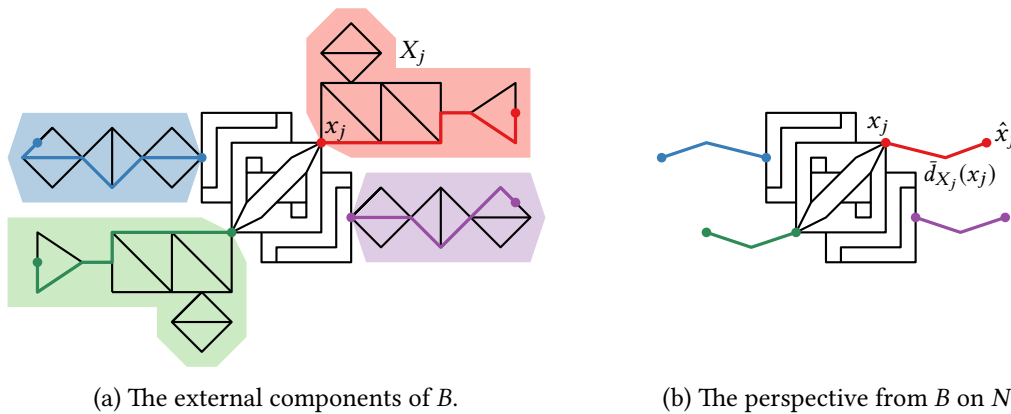 X_j
x_j
x_j
x̂_j
d̄_{X_j}(x_j)
(a) The external components of B.
(b) The perspective from B on N